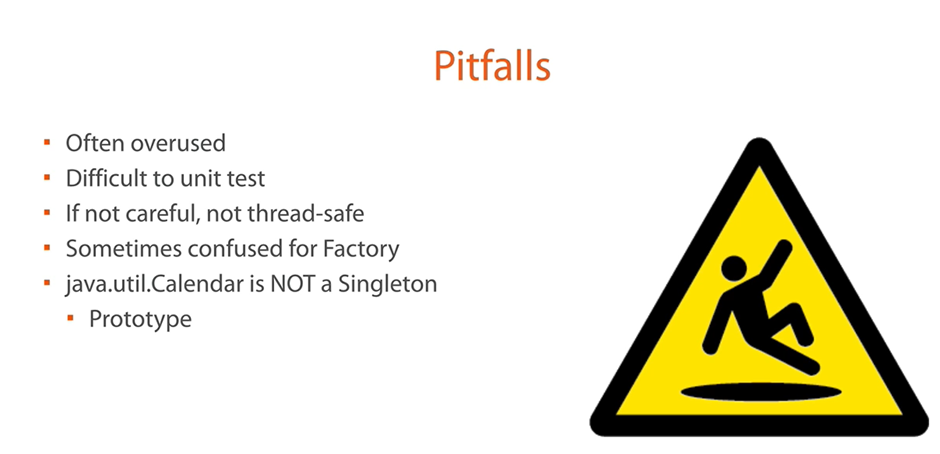 Pitfalls
▪ Often overused
▪ Difficult to unit test
▪ If not careful, not thread-safe
▪ Sometimes confused for Factory
▪ java.util.Calendar is NOT a Singleton
▪ Prototype